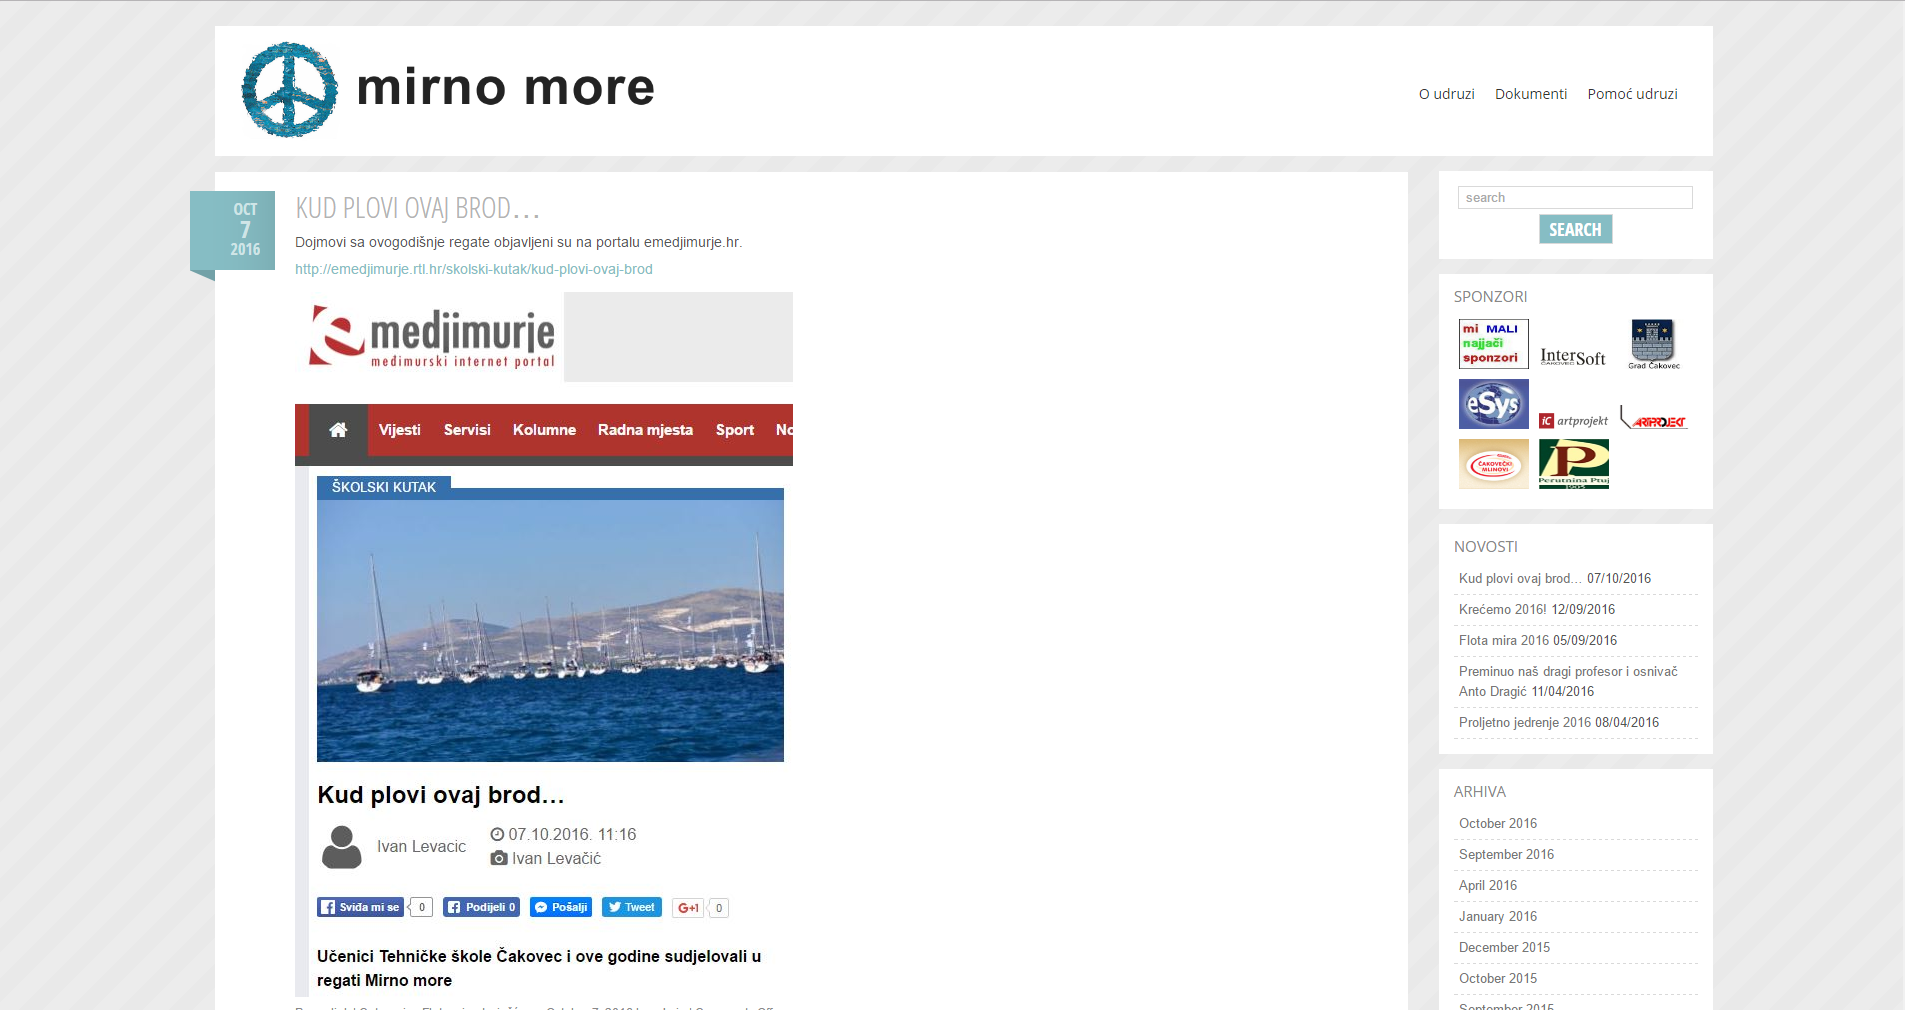 mirno more
O udruzi
Dokumenti
Pomoć udruzi
OCT
7
2016
KUD PLOVI OVAJ BROD…
Dojmovi sa ovogodišnje regate objavljeni su na portalu emedjimurje.hr.
http://emedjimurje.rtl.hr/skolski-kutak/kud-plovi-ovaj-brod
e medjimurje
međimurski internet portal
Vijesti
Servisi
Kolumne
Radna mjesta
Sport
ŠKOLSKI KUTAK
Kud plovi ovaj brod…
Ivan Levacic
07.10.2016. 11:16
Ivan Levačić
Sviđa mi se
0
Podijeli 0
Pošalji
Tweet
G+1
0
Učenici Tehničke škole Čakovec i ove godine sudjelovali u
regati Mirno more
search
SEARCH
SPONZORI
mi MALI
najjači
sponzori
InterSoft
ČAKOVEC
Grad Čakovec
eSys
iC artprojekt
ARTPROJEKT
ČAKOVEČKI
MLINOVI
P
Perutnina Ptuj
1905
NOVOSTI
Kud plovi ovaj brod… 07/10/2016
Krećemo 2016! 12/09/2016
Flota mira 2016 05/09/2016
Preminuo naš dragi profesor i osnivač
Anto Dragić 11/04/2016
Proljetno jedrenje 2016 08/04/2016
ARHIVA
October 2016
September 2016
April 2016
January 2016
December 2015
October 2015
September 2015